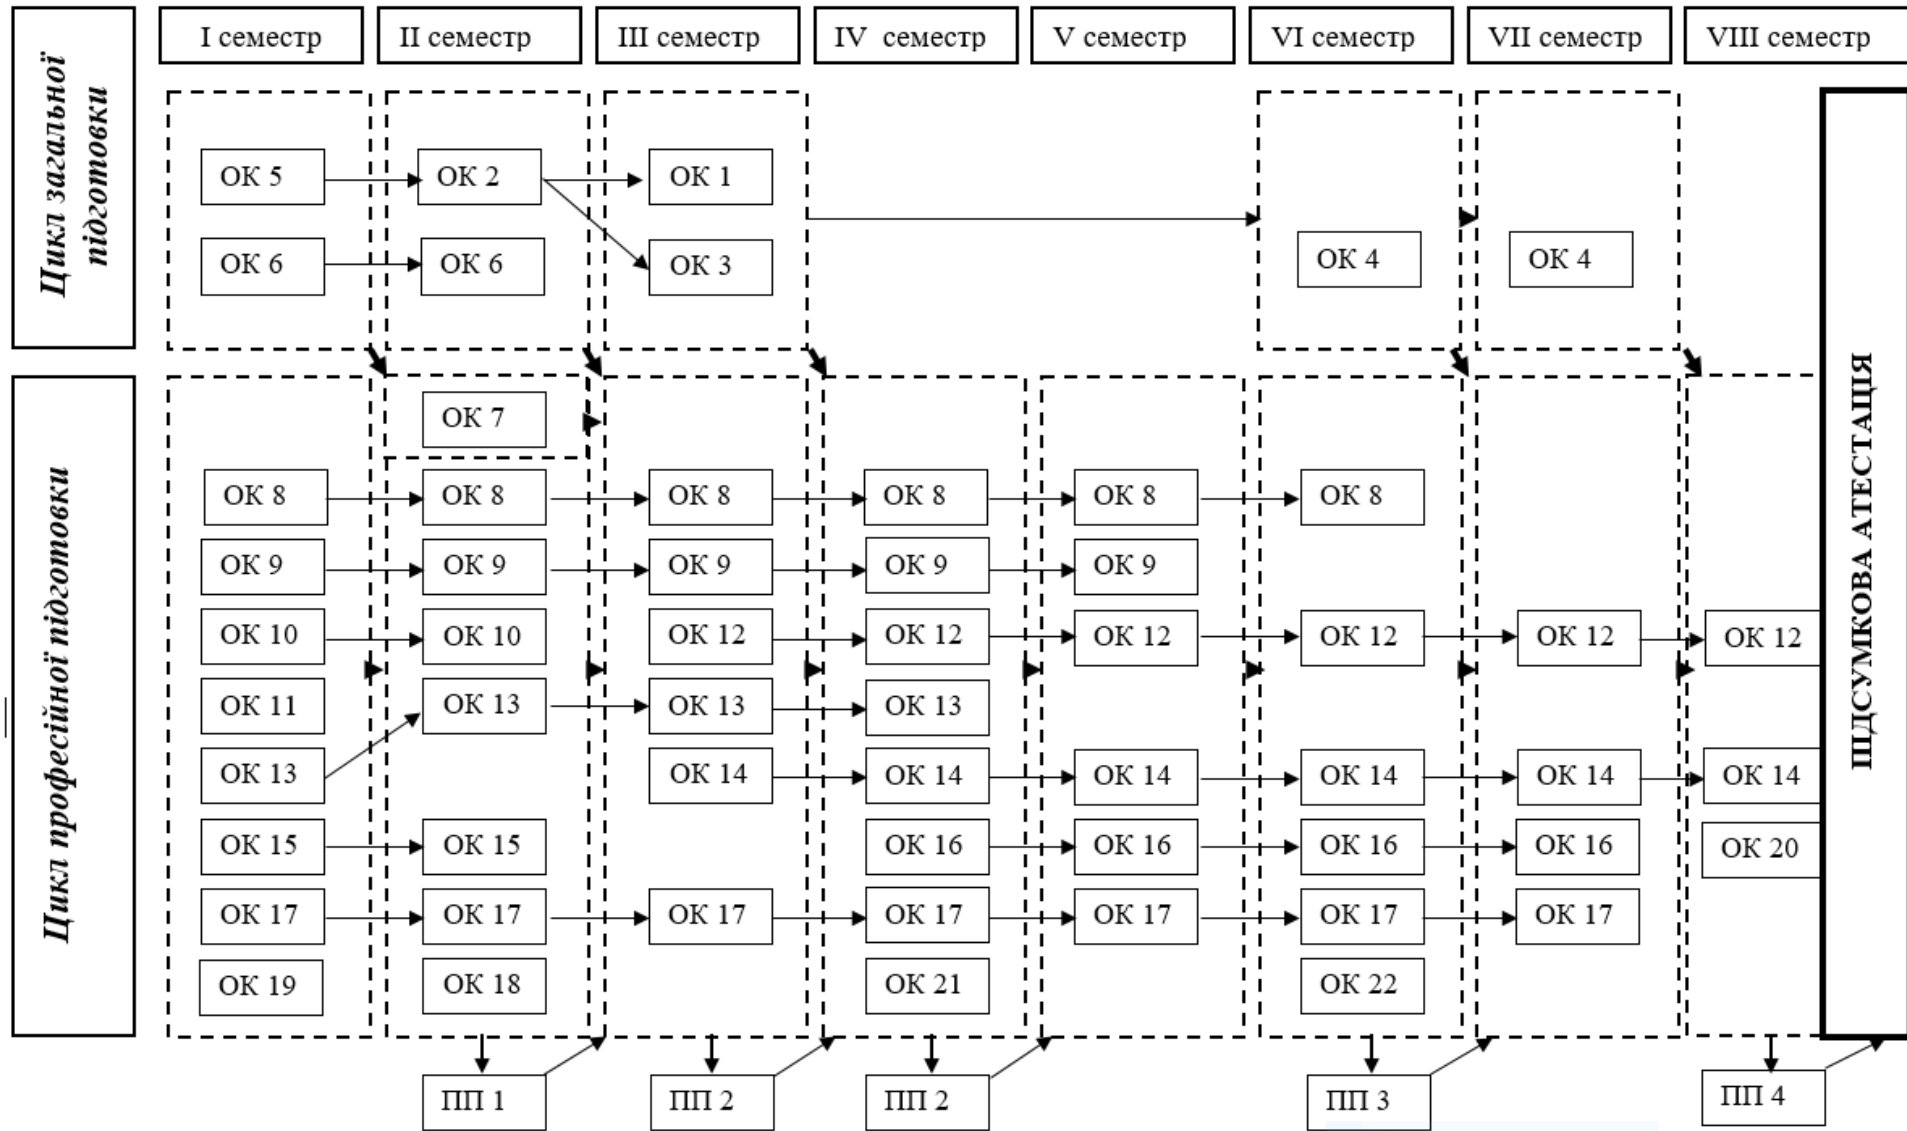 I семестр
II семестр
III семестр
IV семестр
V семестр
VI семестр
VII семестр
VIII семестр
Цикл загальної
підготовки
ОК 5
ОК 2
ОК 1
ОК 6
ОК 6
ОК 3
ОК 4
ОК 4
Цикл професійної підготовки
ОК 7
ОК 8
ОК 8
ОК 8
ОК 8
ОК 8
ОК 8
ОК 9
ОК 9
ОК 9
ОК 9
ОК 9
ОК 10
ОК 10
ОК 12
ОК 12
ОК 12
ОК 12
ОК 12
ОК 12
ОК 11
ОК 13
ОК 13
ОК 13
ОК 13
ОК 14
ОК 14
ОК 14
ОК 14
ОК 14
ОК 14
ОК 15
ОК 15
ОК 16
ОК 16
ОК 16
ОК 16
ОК 20
ОК 17
ОК 17
ОК 17
ОК 17
ОК 17
ОК 17
ОК 17
ОК 19
ОК 18
ОК 21
ОК 22
ПП 1
ПП 2
ПП 2
ПП 3
ПП 4
ПІДСУМКОВА АТЕСТАЦІЯ